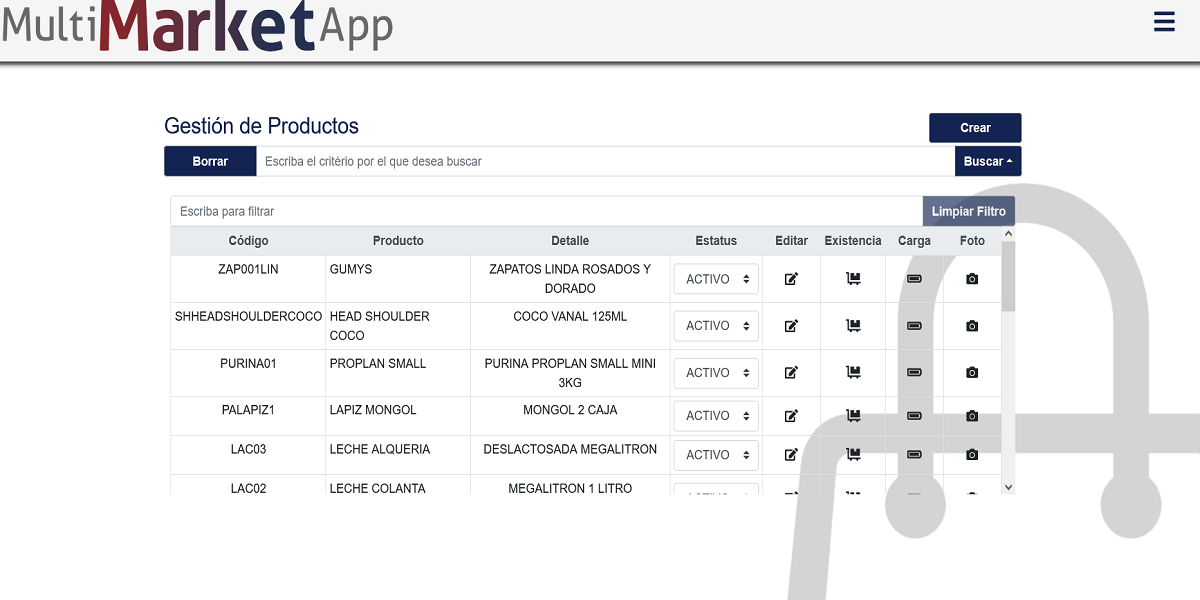 MultiMarketApp
Gestión de Productos
Crear
Borrar
Escriba el critério por el que desea buscar
Buscar
Escriba para filtrar
Limpiar Filtro
Código Producto Detalle Estatus Editar Existencia Carga Foto
ZAP001LIN GUMYS ZAPATOS LINDA ROSADOS Y ACTIVO
DORADO
SHHEADSHOULDERCOCO HEAD SHOULDER COCO VANAL 125ML ACTIVO
COCO
PURINA01 PROPLAN SMALL PURINA PROPLAN SMALL MINI ACTIVO
3KG
PALAPIZ1 LAPIZ MONGOL MONGOL 2 CAJA ACTIVO
LAC03 LECHE ALQUERIA DESLACTOSADA MEGALITRON ACTIVO
LAC02 LECHE COLANTA MEGALITRON 1 LITRO